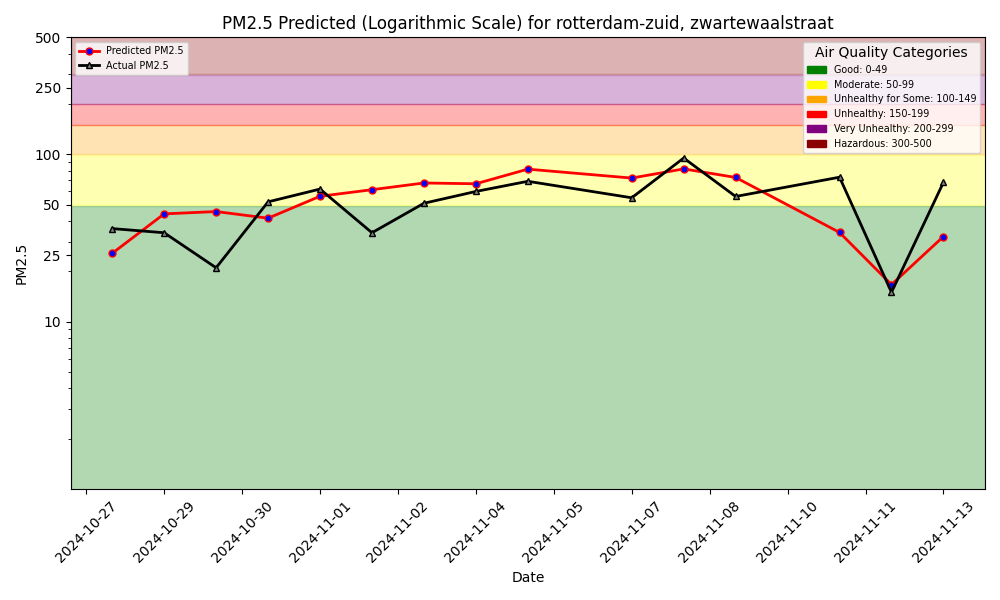 PM2.5 Predicted (Logarithmic Scale) for rotterdam-zuid, zwartewaalstraat
Predicted PM2.5
Actual PM2.5
Air Quality Categories
Good: 0-49
Moderate: 50-99
Unhealthy for Some: 100-149
Unhealthy: 150-199
Very Unhealthy: 200-299
Hazardous: 300-500
500
250
100
50
25
10
PM2.5
2024-10-27
2024-10-29
2024-10-30
2024-11-01
2024-11-02
2024-11-04
2024-11-05
2024-11-07
2024-11-08
2024-11-10
2024-11-11
2024-11-13
Date